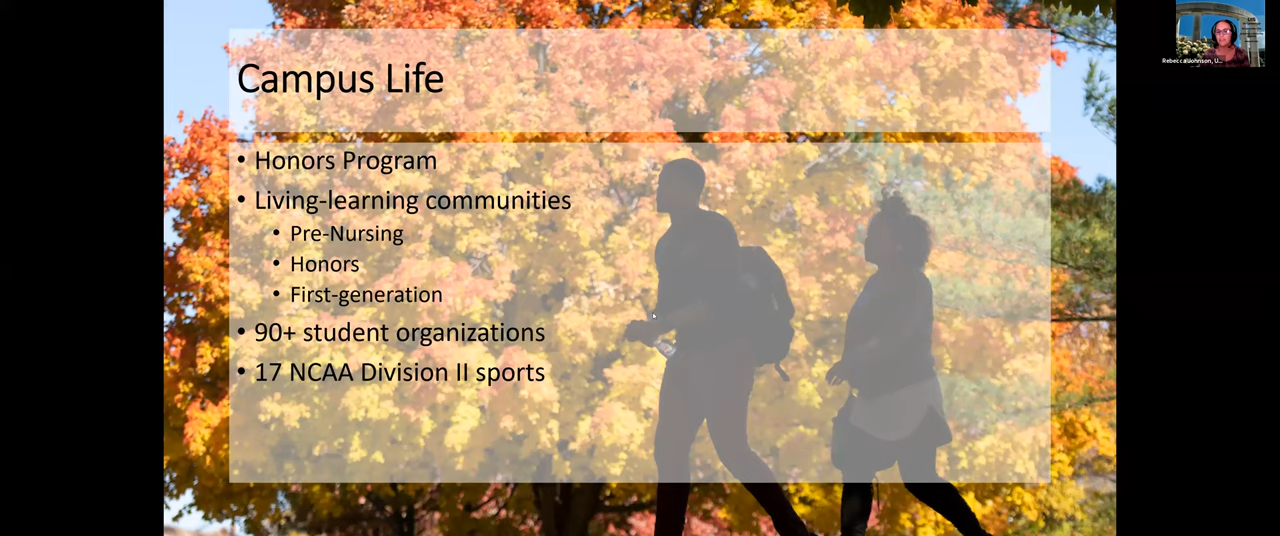 Campus Life
• Honors Program
• Living-learning communities
• Pre-Nursing
• Honors
• First-generation
• 90+ student organizations
• 17 NCAA Division II sports
UIS
Rebecca Johnson, U...